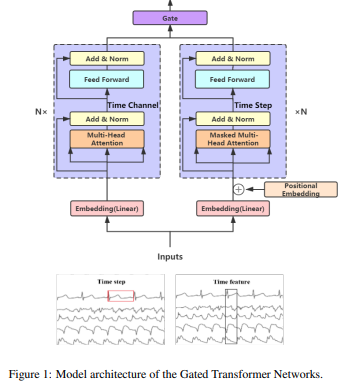 Gate
Add & Norm
Add & Norm
Feed Forward
Feed Forward
Time Channel
Time Step
N×
×N
Add & Norm
Add & Norm
Multi-Head
Attention
Masked Multi-
Head Attention
Positional
Embedding
Embedding(Linear)
Embedding(Linear)
Inputs
Time step
Time feature
Figure 1: Model architecture of the Gated Transformer Networks.